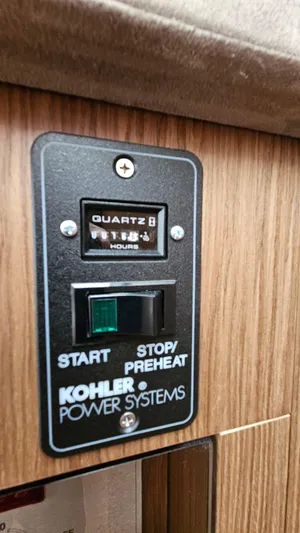 QUARTZ
HOURS
START STOP/
PREHEAT
KOHLER
POWER SYSTEMS